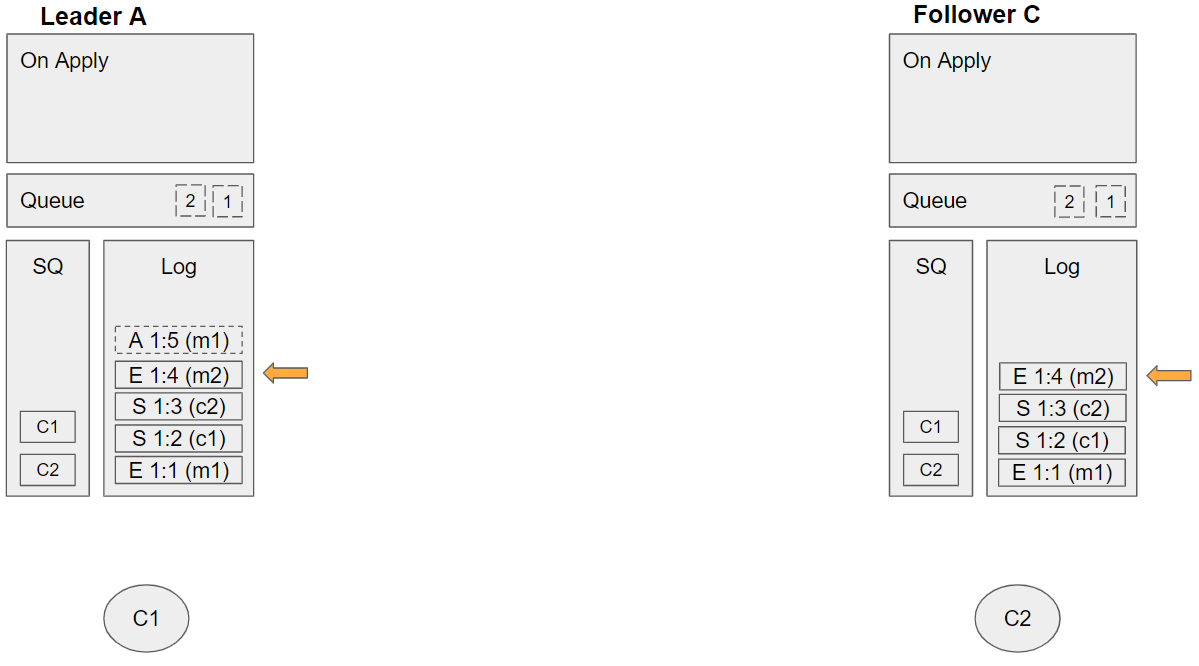 Leader A
On Apply
Queue 2 1
SQ
Log
A 1:5 (m1)
E 1:4 (m2)
S 1:3 (c2)
S 1:2 (c1)
E 1:1 (m1)
C1
C2
C1
Follower C
On Apply
Queue 2 1
SQ
Log
E 1:4 (m2)
S 1:3 (c2)
S 1:2 (c1)
E 1:1 (m1)
C1
C2
C2